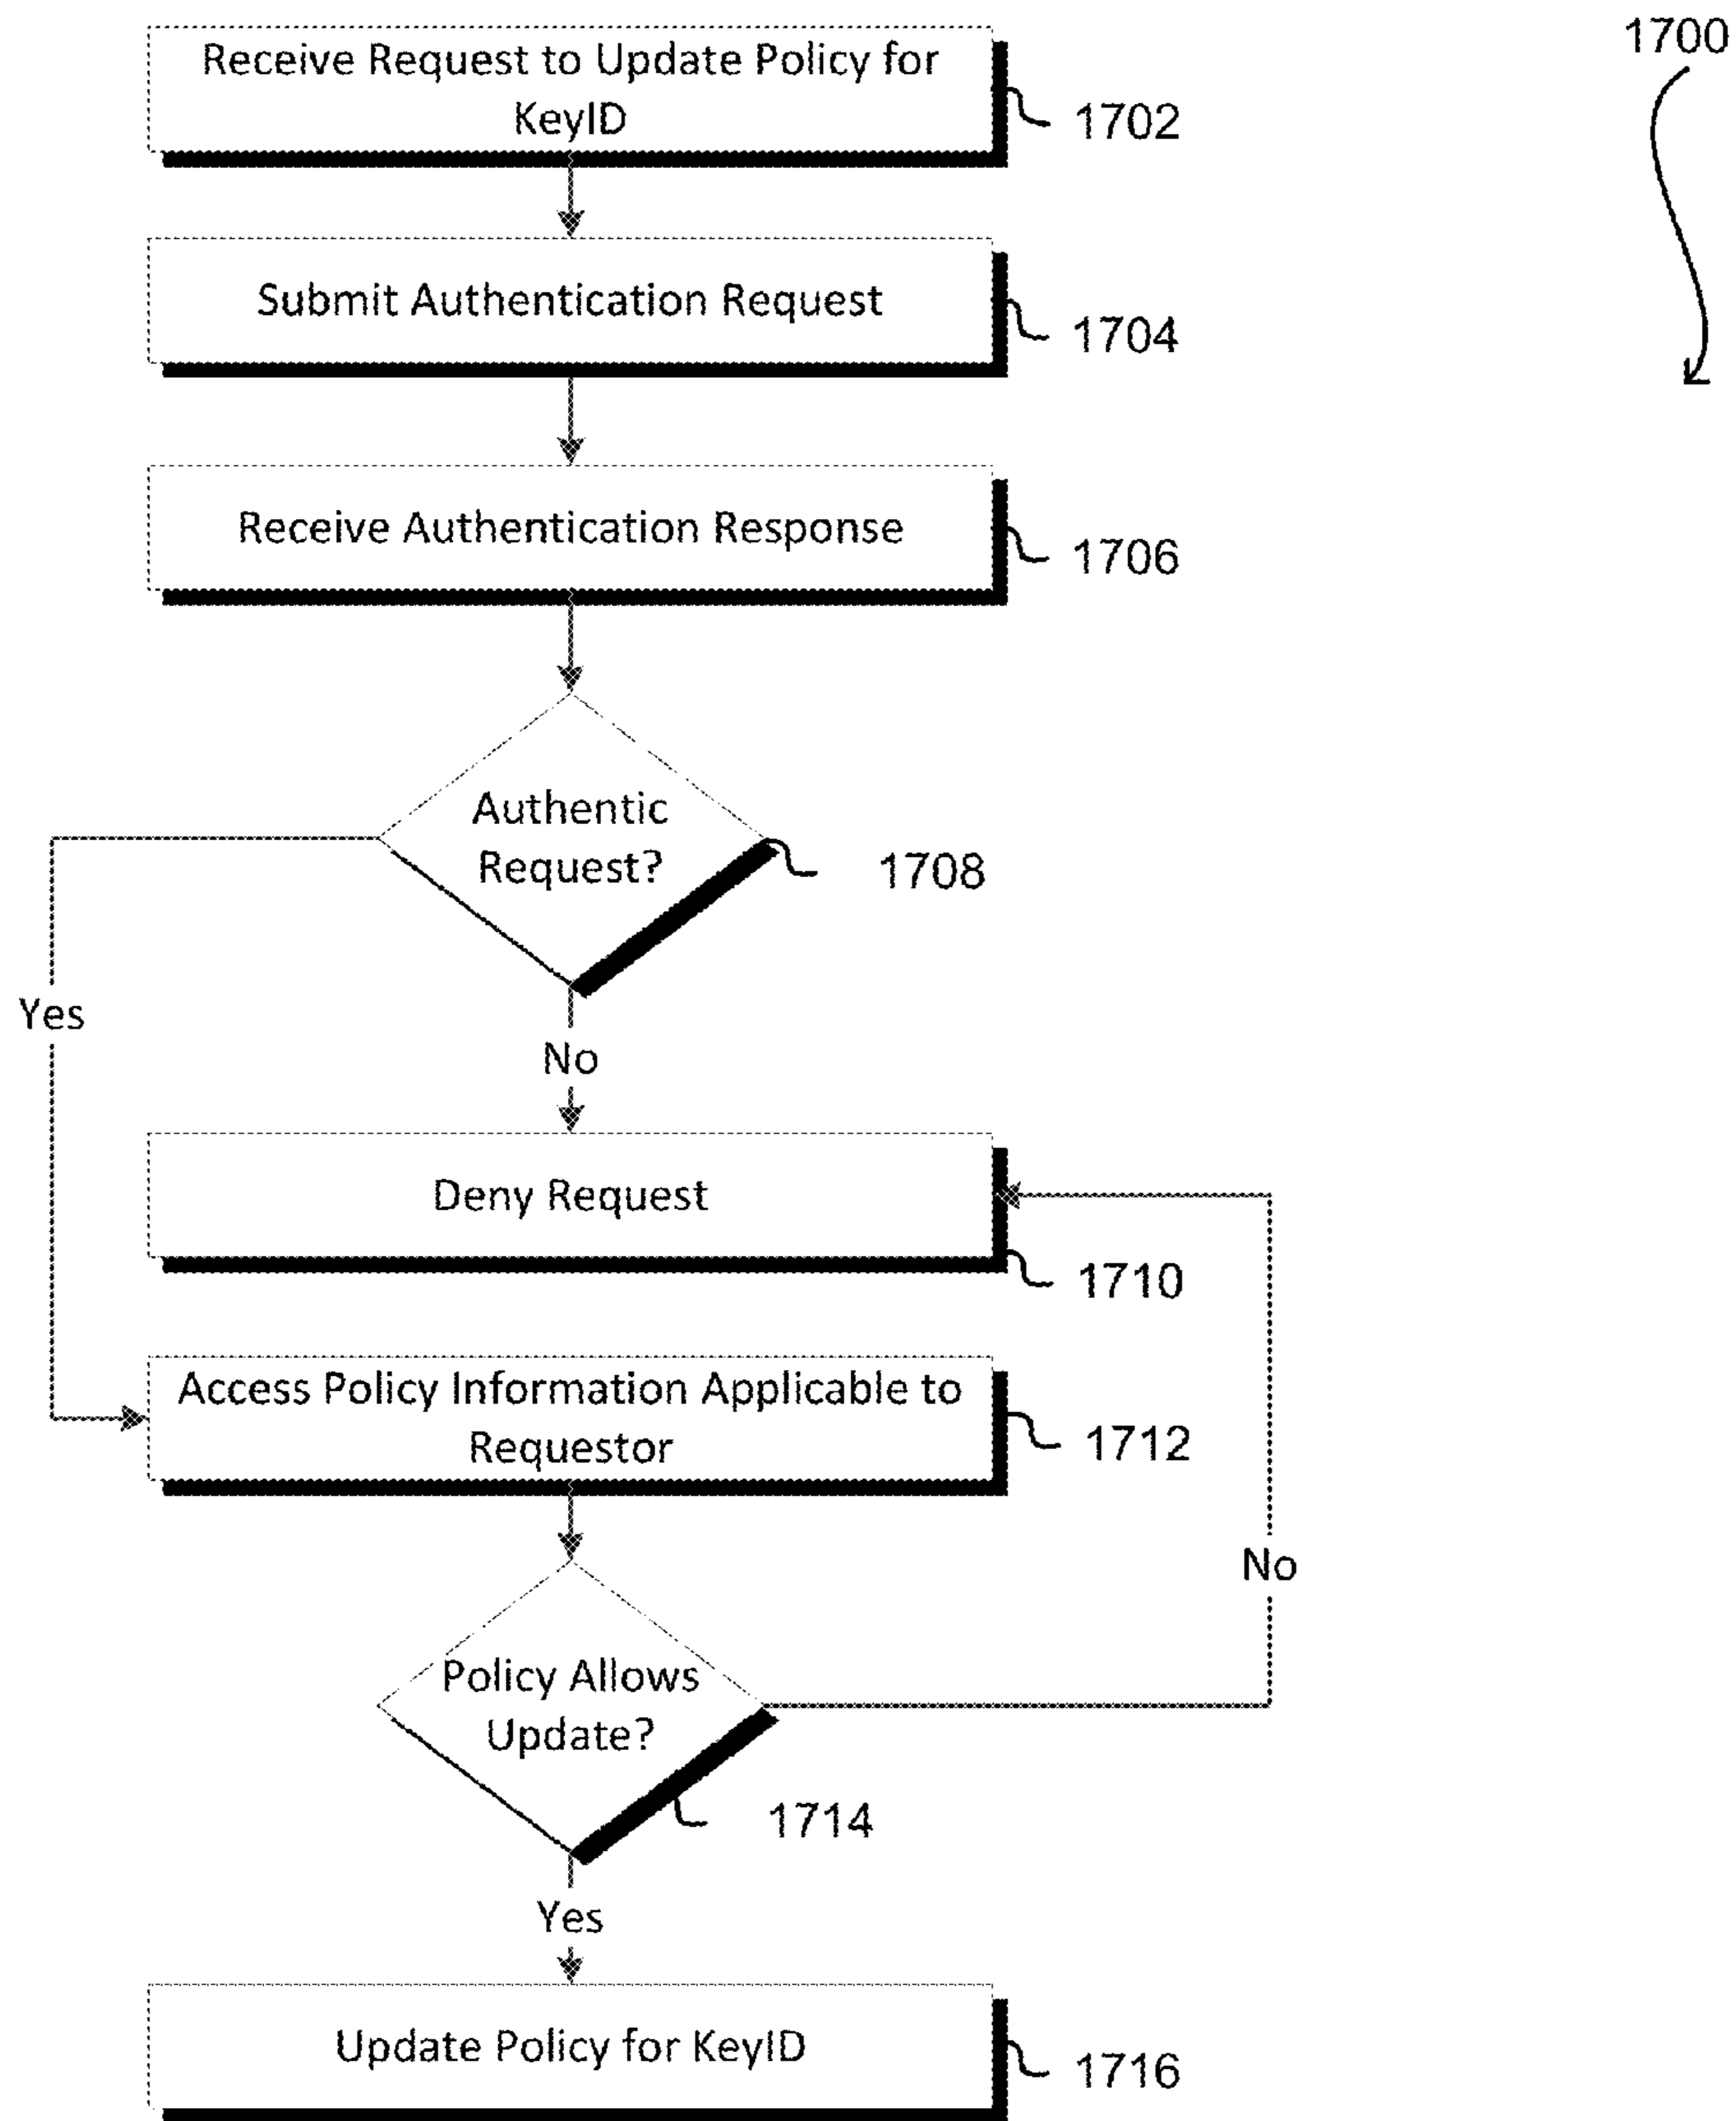 1700
Receive Request to Update Policy for
KeyID
1702
Submit Authentication Request
1704
Receive Authentication Response
1706
Authentic
Request?
1708
Yes
No
Deny Request
1710
Access Policy Information Applicable to
Requestor
1712
No
Policy Allows
Update?
1714
Yes
Update Policy for KeyID
1716